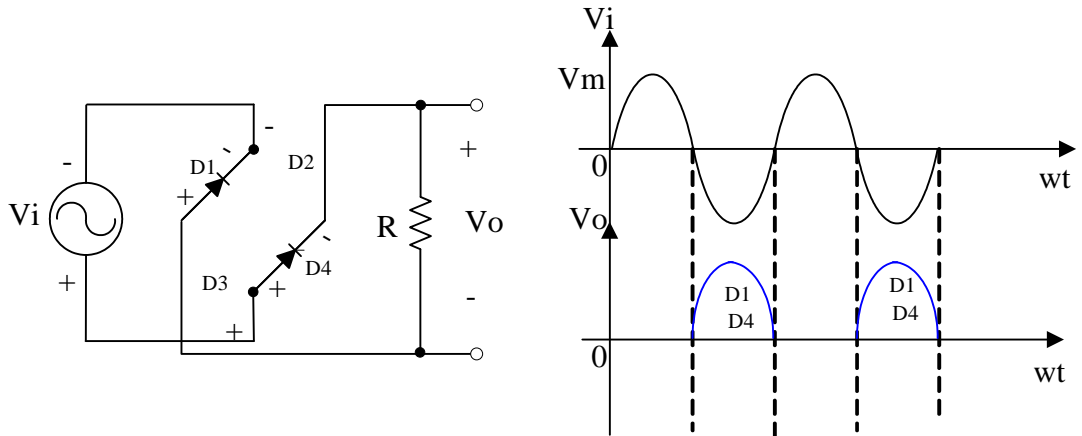 -
Vi
+
-
D1
-
+
D2
D3
D4
-
+
+
R
+
Vo
-
Vi
Vm
0
wt
Vo
D1
D4
D1
D4
0
wt